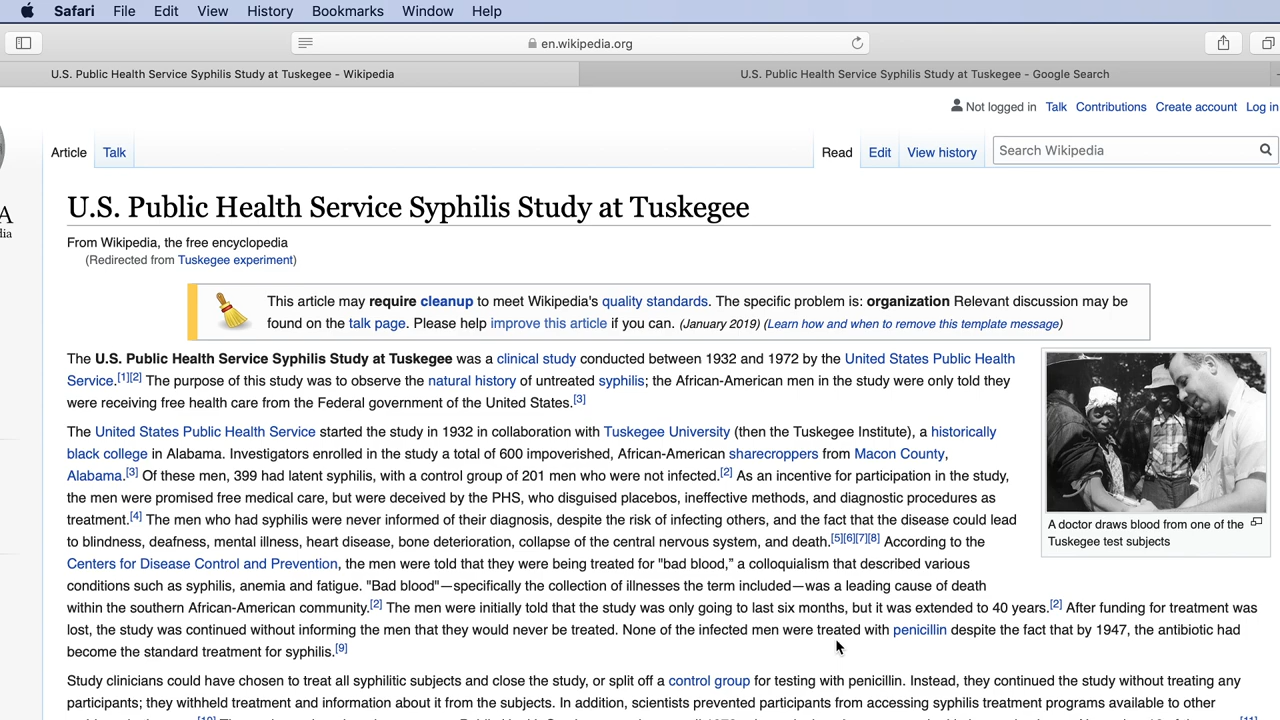 Safari File Edit View History Bookmarks Window Help
en.wikipedia.org
U.S. Public Health Service Syphilis Study at Tuskegee - Wikipedia
U.S. Public Health Service Syphilis Study at Tuskegee - Google Search
Not logged in Talk Contributions Create account Log in
Article Talk Read Edit View history Search Wikipedia
A
dia
U.S. Public Health Service Syphilis Study at Tuskegee
From Wikipedia, the free encyclopedia
(Redirected from Tuskegee experiment)
This article may require cleanup to meet Wikipedia's quality standards. The specific problem is: organization Relevant discussion may be
found on the talk page. Please help improve this article if you can. (January 2019) (Learn how and when to remove this template message)
The U.S. Public Health Service Syphilis Study at Tuskegee was a clinical study conducted between 1932 and 1972 by the United States Public Health
Service.[1][2] The purpose of this study was to observe the natural history of untreated syphilis; the African-American men in the study were only told they
were receiving free health care from the Federal government of the United States.[3]
The United States Public Health Service started the study in 1932 in collaboration with Tuskegee University (then the Tuskegee Institute), a historically
black college in Alabama. Investigators enrolled in the study a total of 600 impoverished, African-American sharecroppers from Macon County,
Alabama.[3] Of these men, 399 had latent syphilis, with a control group of 201 men who were not infected.[2] As an incentive for participation in the study,
the men were promised free medical care, but were deceived by the PHS, who disguised placebos, ineffective methods, and diagnostic procedures as
treatment.[4] The men who had syphilis were never informed of their diagnosis, despite the risk of infecting others, and the fact that the disease could lead
to blindness, deafness, mental illness, heart disease, bone deterioration, collapse of the central nervous system, and death.[5][6][7][8] According to the
Centers for Disease Control and Prevention, the men were told that they were being treated for "bad blood,” a colloquialism that described various
conditions such as syphilis, anemia and fatigue. "Bad blood"—specifically the collection of illnesses the term included—was a leading cause of death
within the southern African-American community.[2] The men were initially told that the study was only going to last six months, but it was extended to 40 years.[2] After funding for treatment was
lost, the study was continued without informing the men that they would never be treated. None of the infected men were treated with penicillin despite the fact that by 1947, the antibiotic had
become the standard treatment for syphilis.[9]
A doctor draws blood from one of the
Tuskegee test subjects
Study clinicians could have chosen to treat all syphilitic subjects and close the study, or split off a control group for testing with penicillin. Instead, they continued the study without treating any
participants; they withheld treatment and information about it from the subjects. In addition, scientists prevented participants from accessing syphilis treatment programs available to other